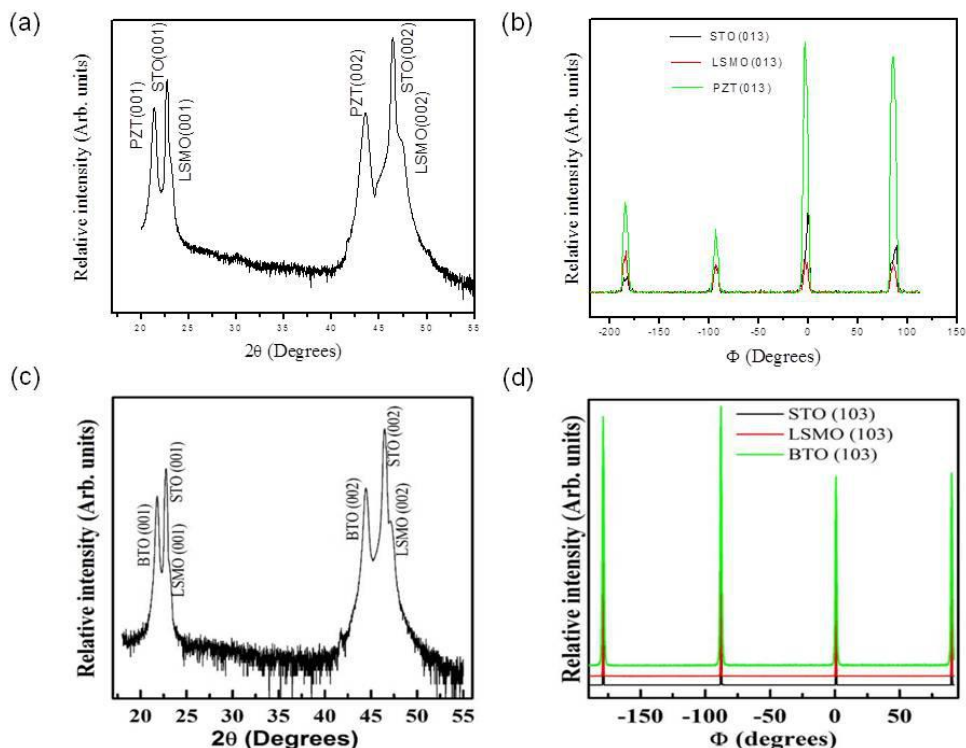 (a)
PZT(001)
STO(001)
LSMO(001)
PZT(002)
STO(002)
LSMO(002)
Relative intensity (Arb. units)
20 25 30 35 40 45 50 55
2θ (Degrees)
(b)
STO(013)
LSMO(013)
PZT(013)
Relative intensity (Arb. units)
-200 -150 -100 -50 0 50 100 150
Φ (Degrees)
(c)
BTO (001)
STO (001)
LSMO (001)
BTO (002)
STO (002)
LSMO (002)
Relative intensity (Arb. units)
20 25 30 35 40 45 50 55
2θ (Degrees)
(d)
STO (103)
LSMO (103)
BTO (103)
Relative intensity (Arb. units)
-150 -100 -50 0 50
Φ (degrees)